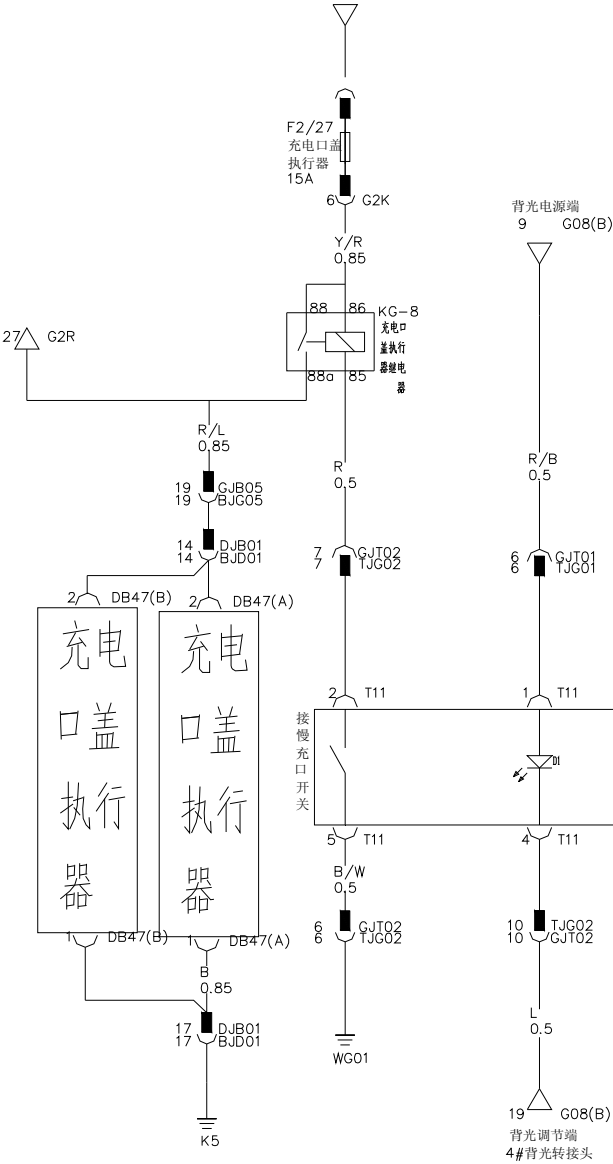 F2/27
充电口盖
执行器
15A
6 G2K
背光电源端
9 G08(B)
Y/R
0.85
88 86 KG-8
充电口
盖执行
器继电
器
27 G2R
88a 85
R/L
0.85
R
0.5
R/B
0.5
19 GJB05
19 BJG05
14 DJB01
14 BJD01
7 GJT02
7 TJG02
6 GJT01
6 TJG01
2 DB47(B)
2 DB47(A)
充电
口盖
执行
器
充电
口盖
执行
器
2 T11
1 T11
接
慢
充
口
开
关
D1
5 T11
4 T11
B/W
0.5
1 DB47(B)
1 DB47(A)
6 GJT02
6 TJG02
10 TJG02
10 GJT02
B
0.85
L
0.5
17 DJB01
17 BJD01
WG01
K5
19 G08(B)
背光调节端
4#背光转接头